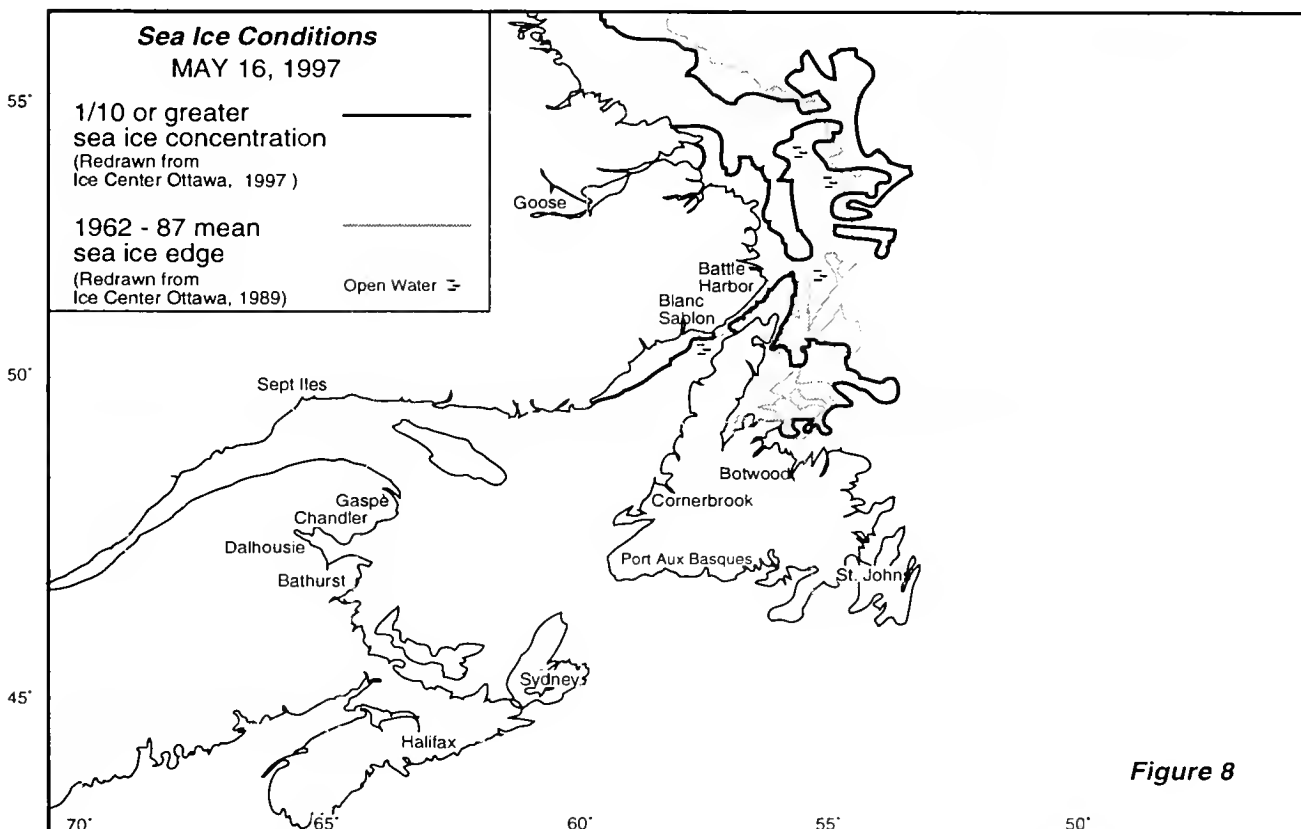 Sea Ice Conditions
MAY 16, 1997
1/10 or greater
sea ice concentration
(Redrawn from
Ice Center Ottawa, 1997 )
1962 - 87 mean
sea ice edge
(Redrawn from
Ice Center Ottawa, 1989)
Open Water
55°
Goose
Battle
Harbor
Blanc
Sablon
50°
Sept Iles
Botwood
Cornerbrook
Gaspè
Chandler
Dalhousie
Port Aux Basques
St. Johns
Bathurst
Sydney
45°
Halifax
Figure 8
70°
65°
60°
55°
50°